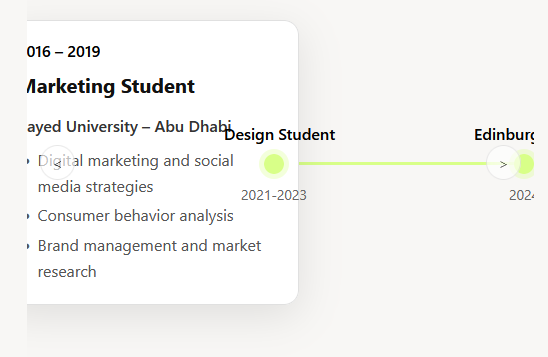 016 – 2019
Marketing Student
ayed University – Abu Dhabi
Design Student
Edinburg
<
Digital marketing and social
media strategies
>
2021-2023
2024
Consumer behavior analysis
Brand management and market
research